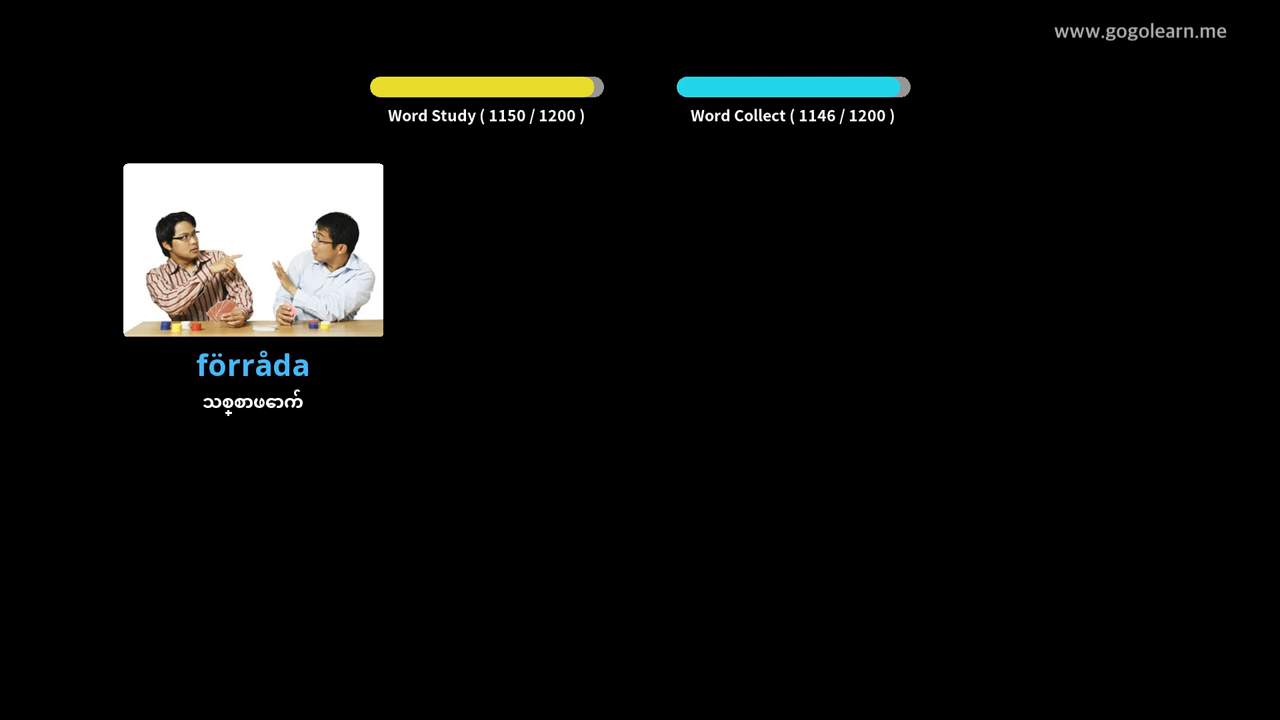 www.gogolearn.me
Word Study ( 1150 / 1200 )
Word Collect ( 1146 / 1200 )
förråda
သစ္စာဖောက်